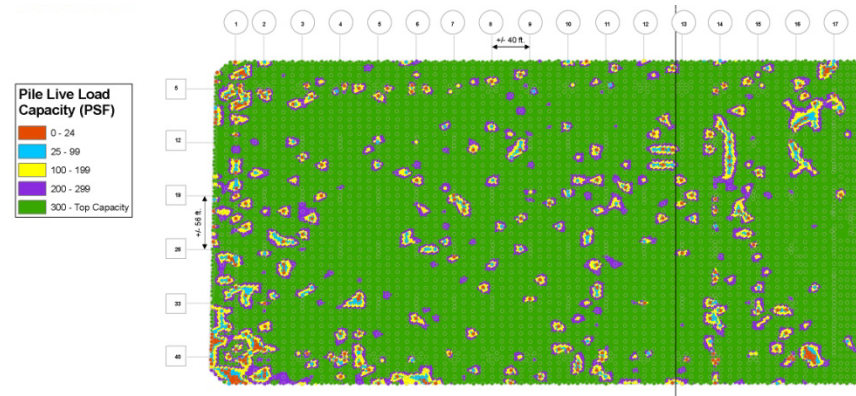 1 2 3 4 5 6 7 8 9 10 11 12 13 14 15 16 17
+/- 40 ft.
5
Pile Live Load
Capacity (PSF)
0 - 24
25 - 99
100 - 199
200 - 299
300 - Top Capacity
12
19
+/- 56 ft.
26
33
40